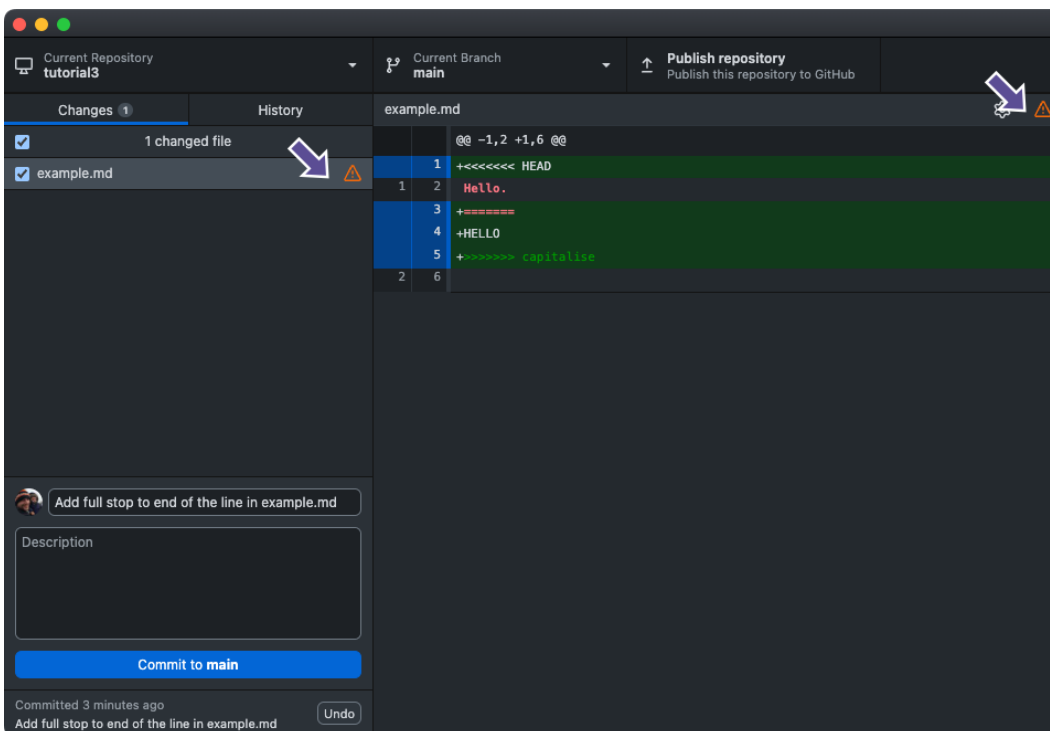 Current Repository
tutorial3
Current Branch
main
Publish repository
Publish this repository to GitHub
Changes 1
History
1 changed file
example.md
example.md
@@ -1,2 +1,6 @@
1 +<<<<<<< HEAD
1 2 Hello.
3 +=======
4 +HELLO
5 +>>>>>>> capitalise
2 6
Add full stop to end of the line in example.md
Description
Commit to main
Committed 3 minutes ago
Add full stop to end of the line in example.md
Undo